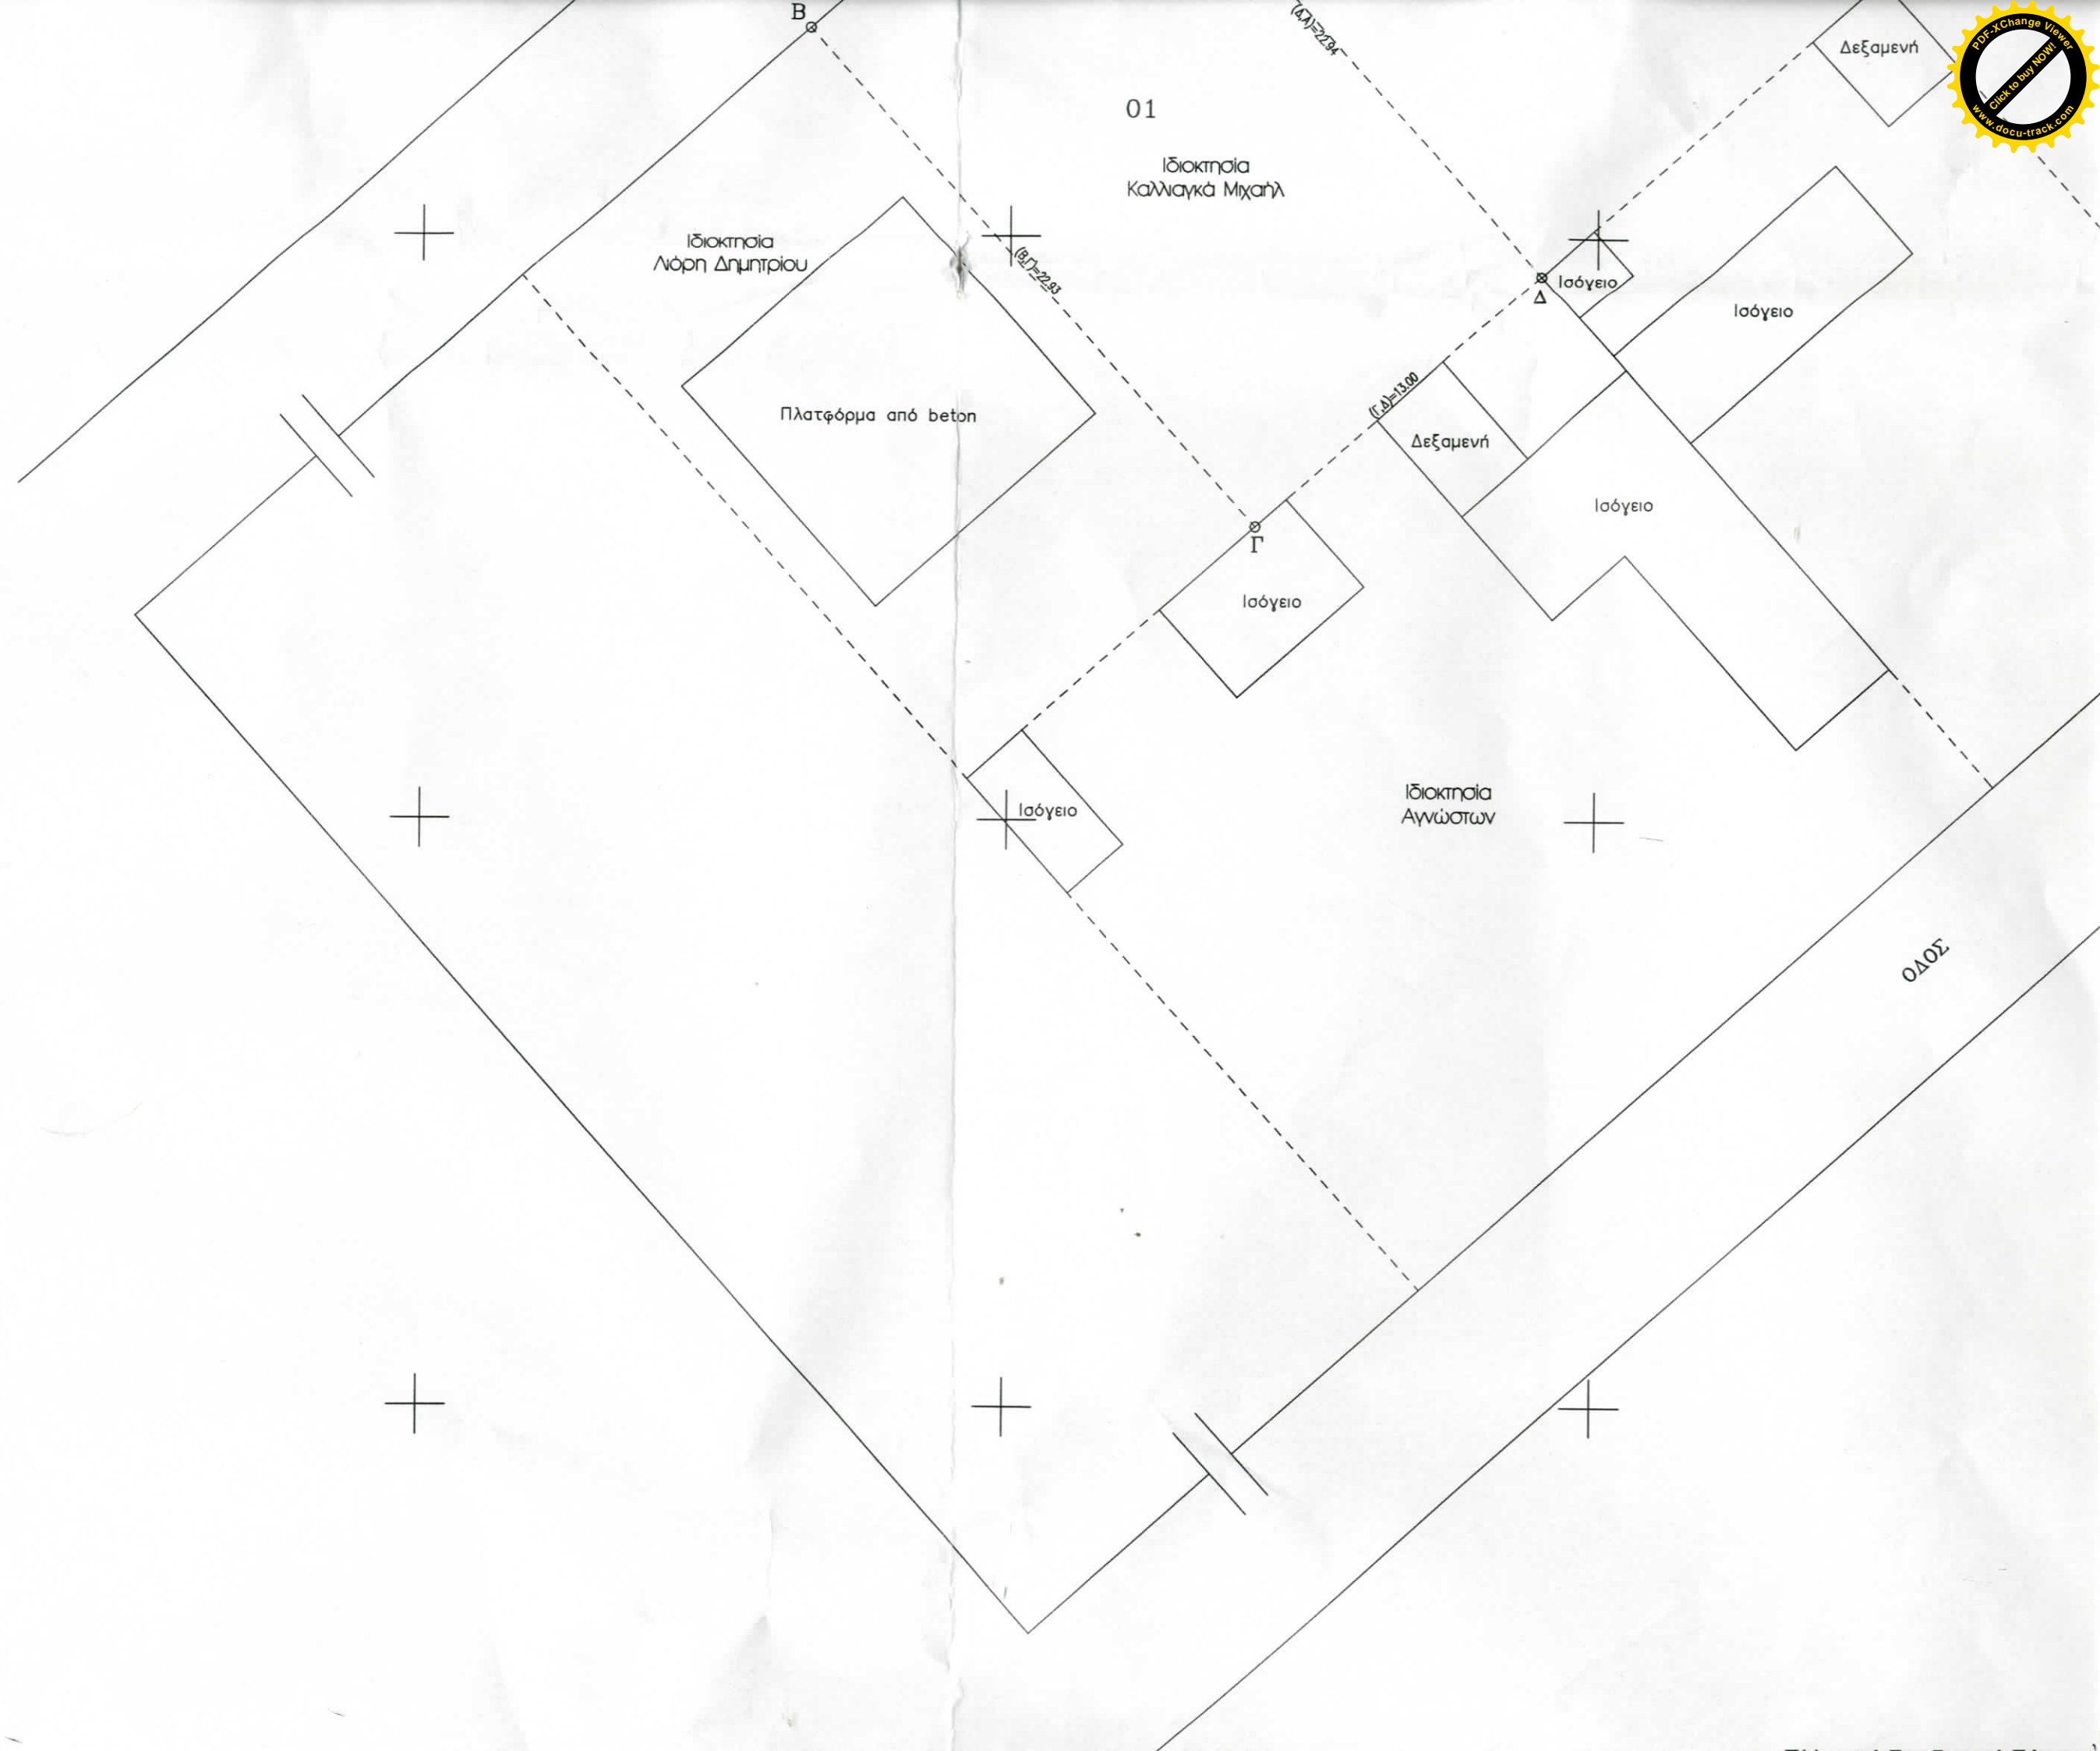 B
(Δ,Α)=22.94
Δεξαμενή
PDF-XChange Viewer
Click to buy NOW!
www.docu-track.com
01
Ιδιοκτησία
Καλλιαγκά Μιχαήλ
Ιδιοκτησία
Λιόρη Δημητρίου
(Β,Γ)=22.93
Ισόγειο
Δ
Ισόγειο
(Γ,Δ)=13.00
Πλατφόρμα από beton
Δεξαμενή
Ισόγειο
Γ
Ισόγειο
Ισόγειο
Ιδιοκτησία
Αγνώστων
ΟΔΟΣ